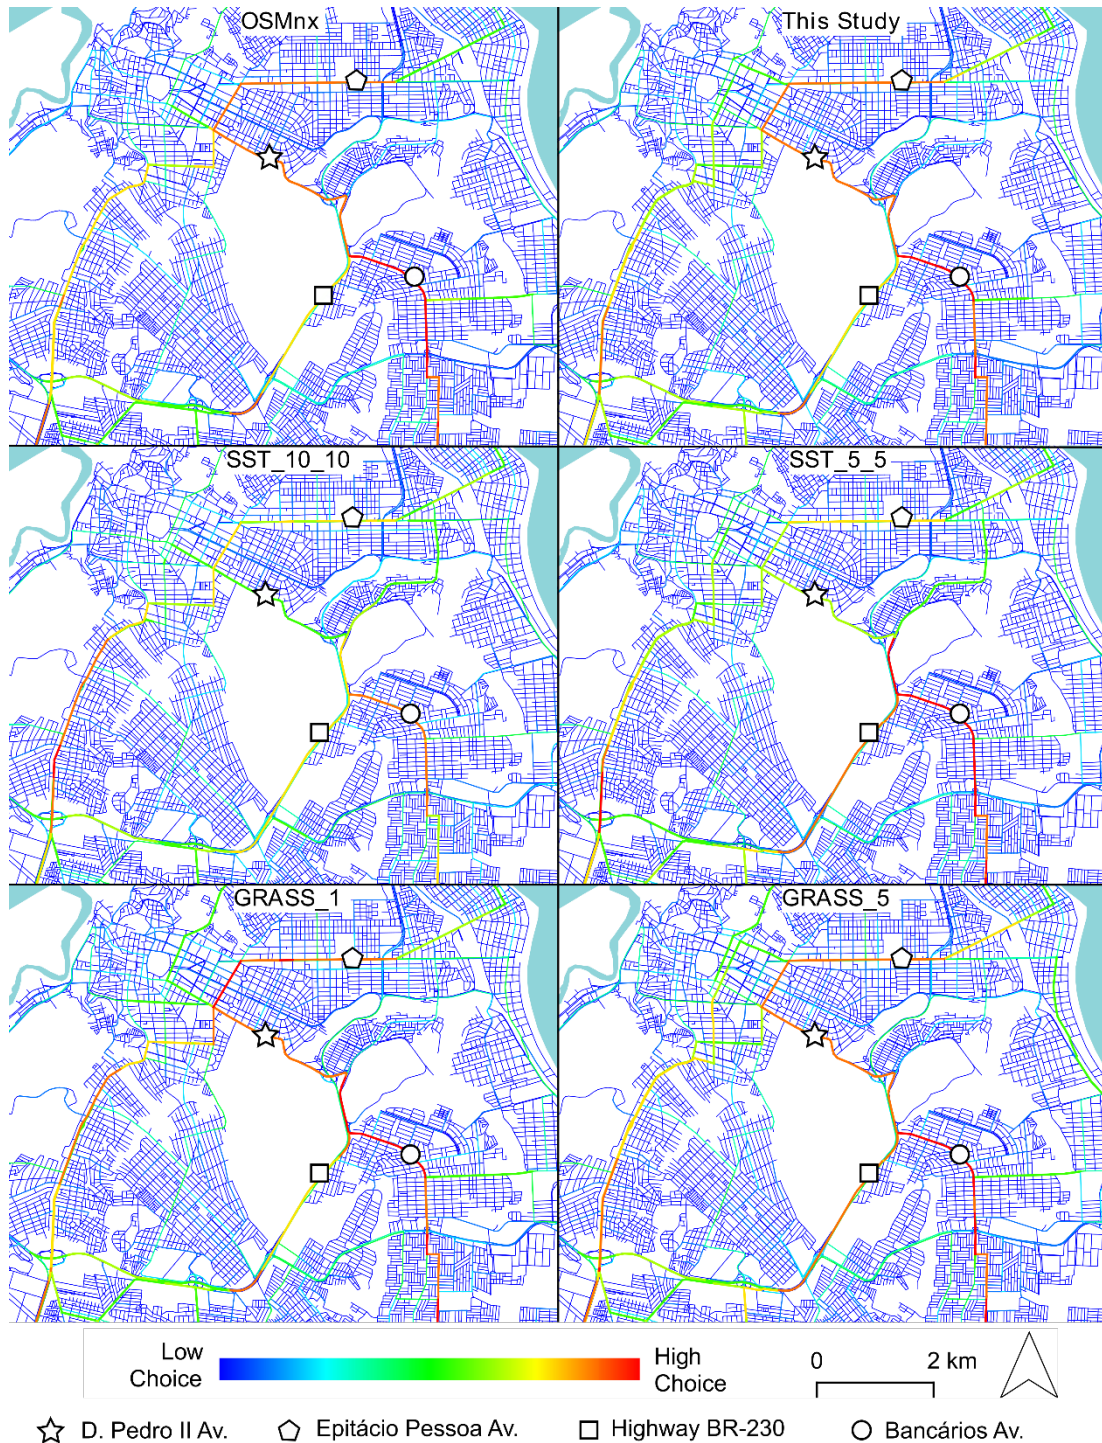 OSMnx
This Study
SST_10_10
SST_5_5
GRASS_1
GRASS_5
Low
Choice
High
Choice
0 2 km
D. Pedro II Av.
Epitácio Pessoa Av.
Highway BR-230
Bancários Av.